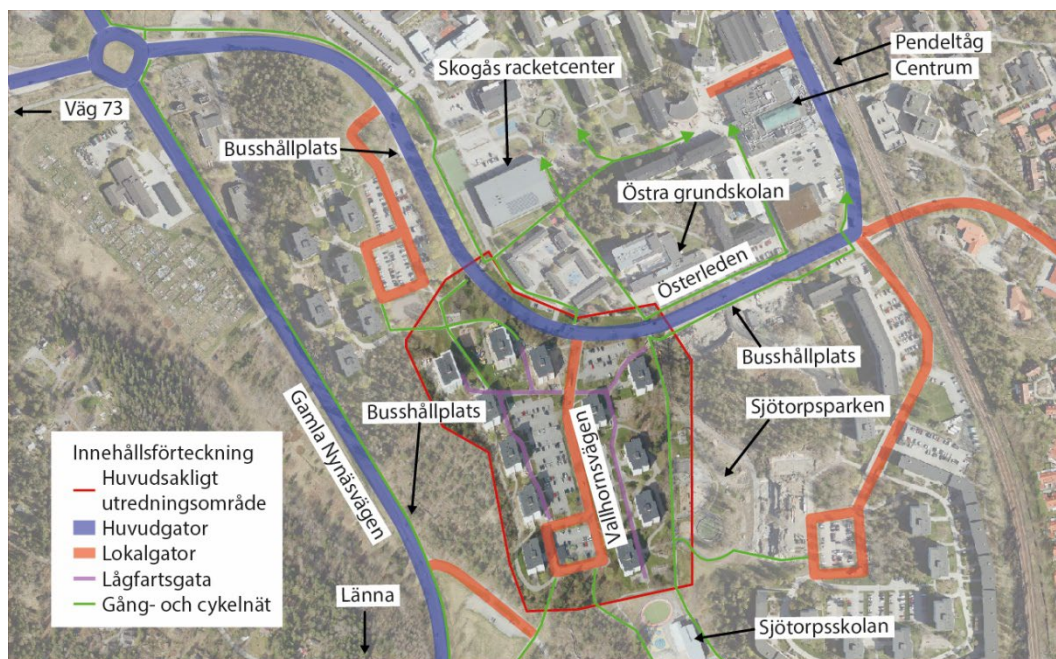 Pendeltåg
Centrum
Skogås racketcenter
Väg 73
Busshållplats
Östra grundskolan
Österleden
Busshållplats
Busshållplats
Sjötorpsparken
Gamla Nynäsvägen
Vallhornsvägen
Innehållsförteckning
Huvudsakligt
utredningsområde
Huvudgator
Lokalgator
Lågfartsgata
Gång- och cykelnät
Länna
Sjötorpsskolan